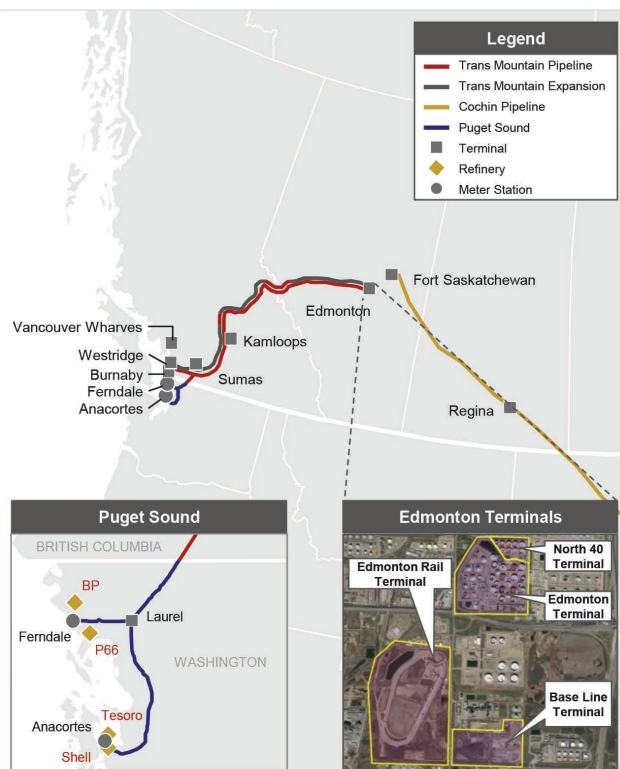 Legend
Trans Mountain Pipeline
Trans Mountain Expansion
Cochin Pipeline
Puget Sound
Terminal
Refinery
Meter Station
Fort Saskatchewan
Edmonton
Vancouver Wharves
Kamloops
Westridge
Sumas
Burnaby
Ferndale
Anacortes
Regina
Puget Sound
BRITISH COLUMBIA
BP
Laurel
Ferndale
P66
WASHINGTON
Tesoro
Anacortes
Shell
Edmonton Terminals
North 40
Terminal
Edmonton Rail
Terminal
Edmonton
Terminal
Base Line
Terminal